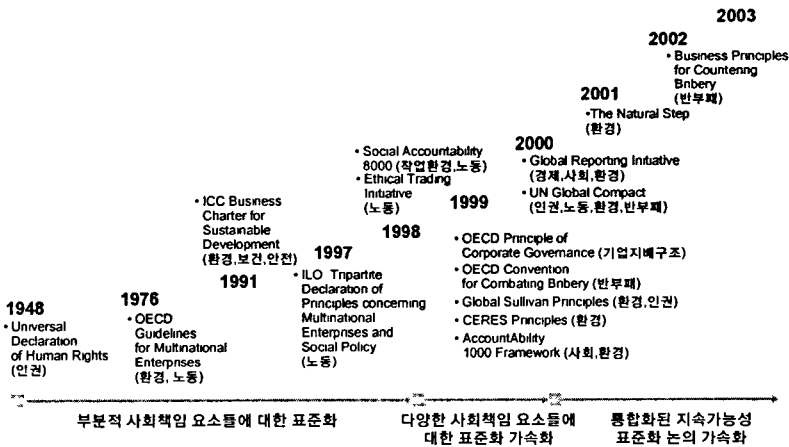 1948
• Universal
Declaration
of Human Rights
(인권)
1976
• OECD
Guidelines
for Multinational
Enterprises
(환경, 노동)
• ICC Business
Charter for
Sustainable
Development
(환경,보건,안전)
1991
1997
• ILO Tripartite
Declaration of
Principles concerning
Multinational
Enterprises and
Social Policy
(노동)
• Social Accountability
8000 (작업환경,노동)
• Ethical Trading
Initiative
(노동)
1998
1999
• OECD Principle of
Corporate Governance (기업지배구조)
• OECD Convention
for Combating Bribery (반부패)
• Global Sullivan Principles (환경,인권)
• CERES Principles (환경)
• AccountAbility
1000 Framework (사회,환경)
2000
• Global Reporting Initiative
(경제,사회,환경)
• UN Global Compact
(인권,노동,환경,반부패)
2001
•The Natural Step
(환경)
2002
• Business Principles
for Countering
Bribery
(반부패)
2003
부분적 사회책임 요소들에 대한 표준화
다양한 사회책임 요소들에
대한 표준화 가속화
통합화된 지속가능성
표준화 논의 가속화